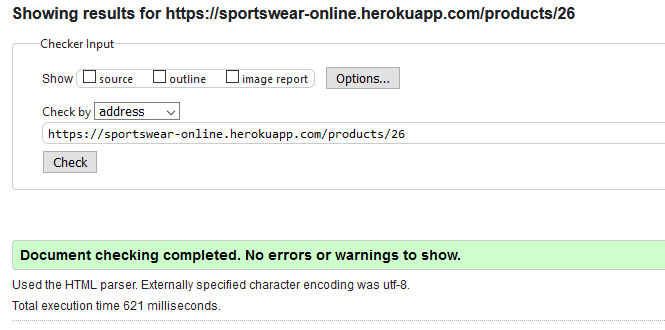 Showing results for https://sportswear-online.herokuapp.com/products/26
Checker Input
Show source outline image report Options...
Check by address
https://sportswear-online.herokuapp.com/products/26
Check
Document checking completed. No errors or warnings to show.
Used the HTML parser. Externally specified character encoding was utf-8.
Total execution time 621 milliseconds.